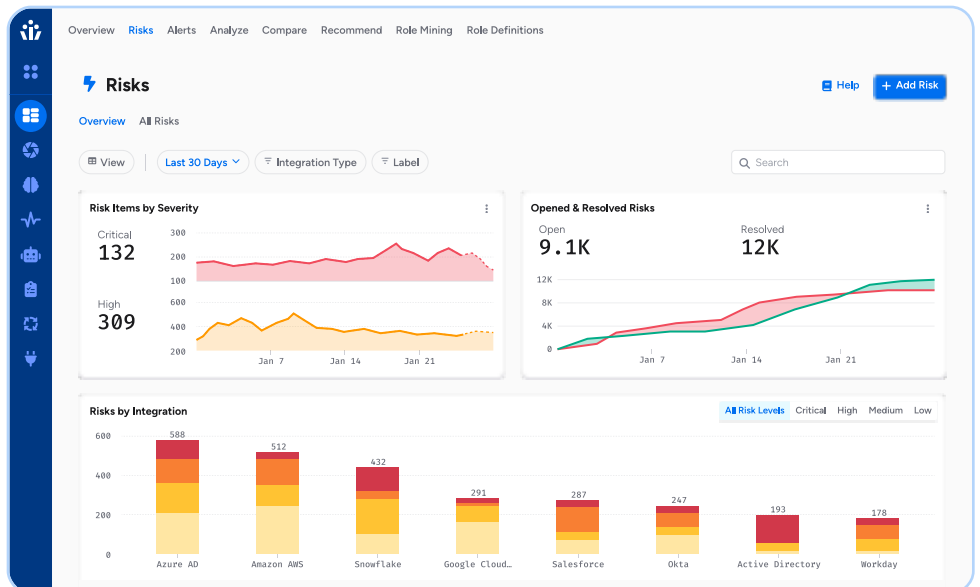 Overview Risks Alerts Analyze Compare Recommend Role Mining Role Definitions
Risks
Help
+ Add Risk
Overview All Risks
View Last 30 Days Integration Type Label
Search
Risk Items by Severity
Critical
132
300
200
100
High
309
600
400
200
Jan 7 Jan 14 Jan 21
Opened & Resolved Risks
Open Resolved
9.1K 12K
12K
8K
4K
0
Jan 7 Jan 14 Jan 21
Risks by Integration
All Risk Levels Critical High Medium Low
600
400
200
0
588 512 432 291 287 247 193 178
Azure AD Amazon AWS Snowflake Google Cloud... Salesforce Okta Active Directory Workday